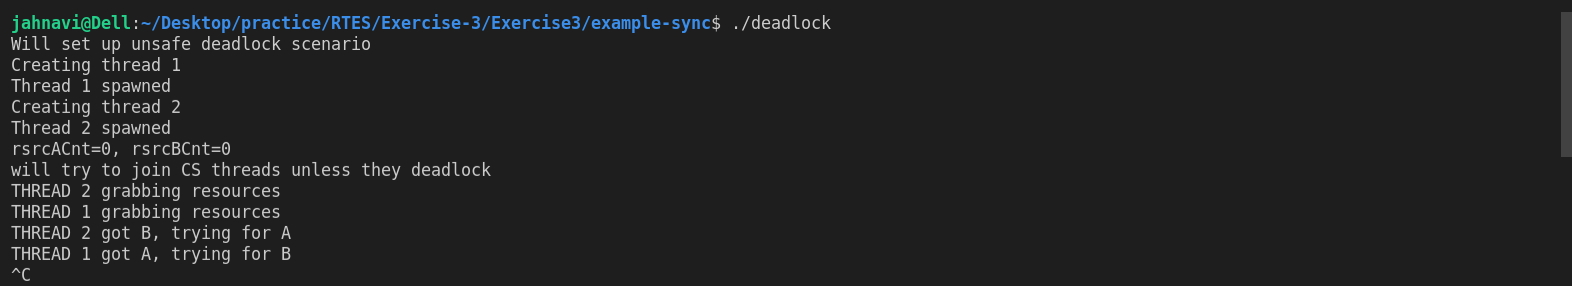 jahnavi@Dell:~/Desktop/practice/RTES/Exercise-3/Exercise3/example-sync$ ./deadlock
Will set up unsafe deadlock scenario
Creating thread 1
Thread 1 spawned
Creating thread 2
Thread 2 spawned
rsrcACnt=0, rsrcBCnt=0
will try to join CS threads unless they deadlock
THREAD 2 grabbing resources
THREAD 1 grabbing resources
THREAD 2 got B, trying for A
THREAD 1 got A, trying for B
^C